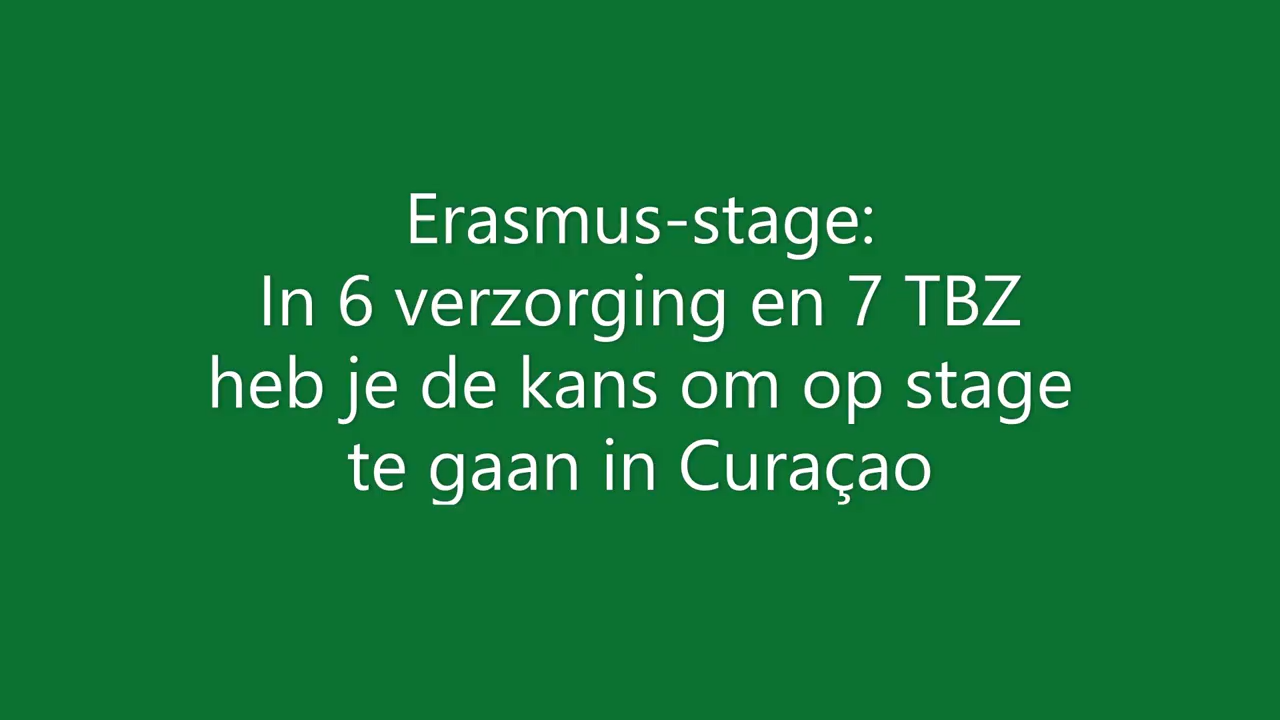 Erasmus-stage:
In 6 verzorging en 7 TBZ
heb je de kans om op stage
te gaan in Curaçao